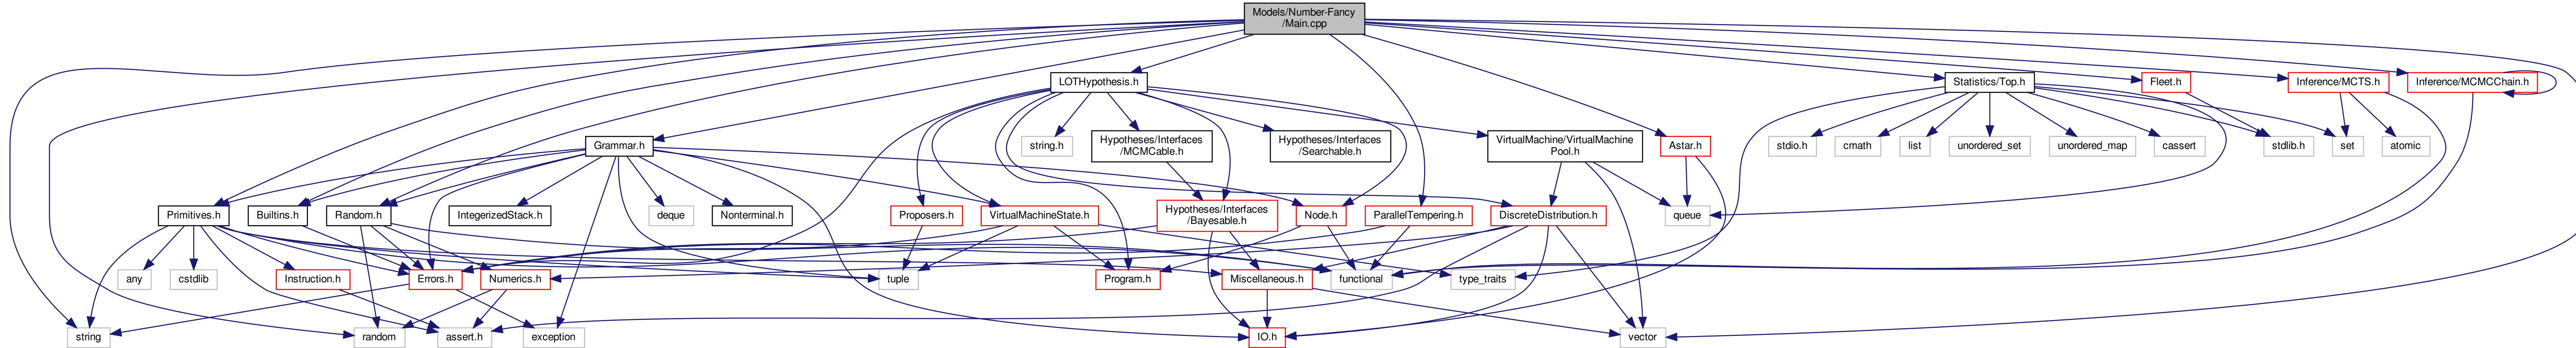 Models/Number-Fancy
/Main.cpp
LOTHypothesis.h
Statistics/Top.h
Fleet.h
Inference/MCTS.h
Inference/MCMCChain.h
Grammar.h
string.h
Hypotheses/Interfaces
/MCMCable.h
Hypotheses/Interfaces
/Searchable.h
VirtualMachine/VirtualMachine
Pool.h
Astar.h
stdio.h
cmath
list
unordered_set
unordered_map
cassert
stdlib.h
set
atomic
Primitives.h
Builtins.h
Random.h
IntegerizedStack.h
deque
Nonterminal.h
Proposers.h
VirtualMachineState.h
Hypotheses/Interfaces
/Bayesable.h
Node.h
ParallelTempering.h
DiscreteDistribution.h
queue
any
cstdlib
Instruction.h
Errors.h
Numerics.h
tuple
Program.h
Miscellaneous.h
functional
type_traits
string
random
assert.h
exception
IO.h
vector